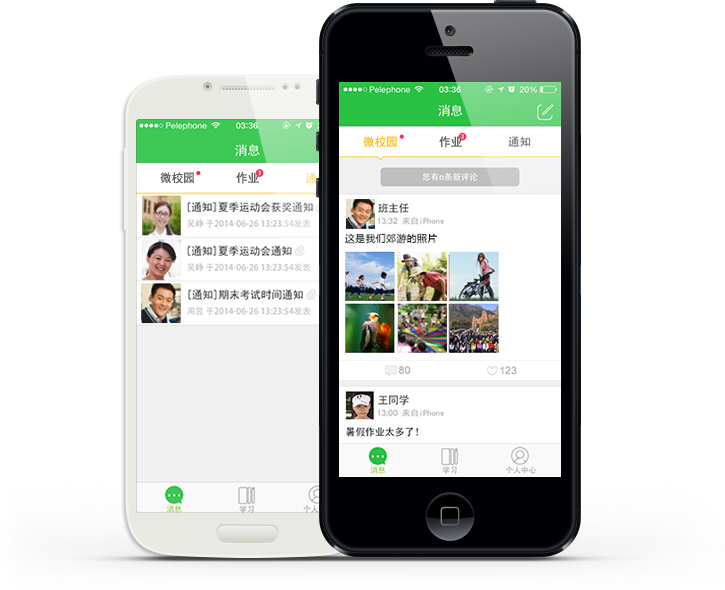 Pelephone 03:36
消息
微校园 作业 3
[通知]夏季运动会获奖通知
吴峥 于2014-06-26 13:23:54发表
[通知]夏季运动会通知
吴峥 于2014-06-26 13:23:54发表
[通知]期末考试时间通知
周昱 于2014-06-26 13:23:54发表
消息 学习 个人
Pelephone 03:36 20%
消息
微校园 作业 3 通知
您有n条新评论
班主任
13:32 来自iPhone
这是我们郊游的照片
80 123
王同学
13:00 来自iPhone
暑假作业太多了!
消息 学习 个人中心